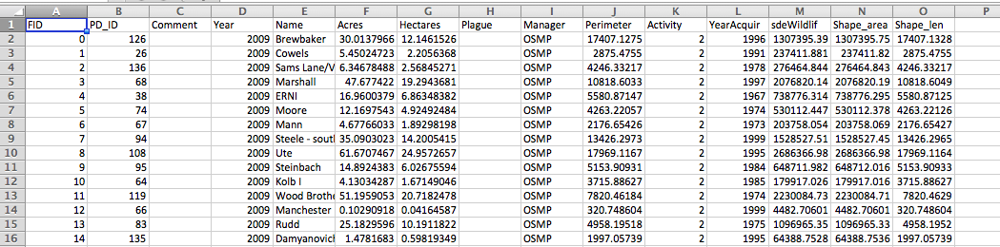 A B C D E F G H I J K L M N O P
1 FID PD_ID Comment Year Name Acres Hectares Plague Manager Perimeter Activity YearAcquir sdeWildlif Shape_area Shape_len
2 0 126 2009 Brewbaker 30.0137966 12.1461526 OSMP 17407.1275 2 1996 1307395.39 1307395.75 17407.1328
3 1 26 2009 Cowels 5.45024723 2.2056368 OSMP 2875.4755 2 1991 237411.881 237411.82 2875.4755
4 2 136 2009 Sams Lane/V 6.34678488 2.56845271 OSMP 4246.33217 2 1978 276464.844 276464.843 4246.33217
5 3 68 2009 Marshall 47.677422 19.2943681 OSMP 10818.6033 2 1997 2076820.14 2076820.19 10818.6049
6 4 38 2009 ERNI 16.9600379 6.86348382 OSMP 5580.87147 2 1967 738776.314 738776.295 5580.87125
7 5 74 2009 Moore 12.1697543 4.92492484 OSMP 4263.22057 2 1974 530112.447 530112.378 4263.22126
8 6 67 2009 Mann 4.67766033 1.89298198 OSMP 2176.65426 2 1973 203758.054 203758.069 2176.65427
9 7 94 2009 Steele - sout 35.0903023 14.2005415 OSMP 13426.2973 2 1999 1528527.51 1528527.45 13426.2965
10 8 108 2009 Ute 61.6707467 24.9572657 OSMP 17969.1167 2 1995 2686366.98 2686366.98 17969.1164
11 9 95 2009 Steinbach 14.8924383 6.02675594 OSMP 5153.90931 2 1984 648711.982 648712.016 5153.90933
12 10 64 2009 Kolb I 4.13034287 1.67149046 OSMP 3715.88627 2 1985 179917.026 179917.016 3715.88627
13 11 119 2009 Wood Broth 51.1959053 20.7182478 OSMP 7820.46184 2 1974 2230084.73 2230084.71 7820.4629
14 12 66 2009 Manchester 0.10290918 0.04164587 OSMP 320.748604 2 1999 4482.70601 4482.70601 320.748604
15 13 83 2009 Rudd 25.1829596 10.1911822 OSMP 4958.19518 2 1975 1096965.35 1096965.33 4958.1952
16 14 135 2009 Damyanovic 1.4781683 0.59819349 OSMP 1997.05739 2 1995 64388.7528 64388.7536 1997.05739